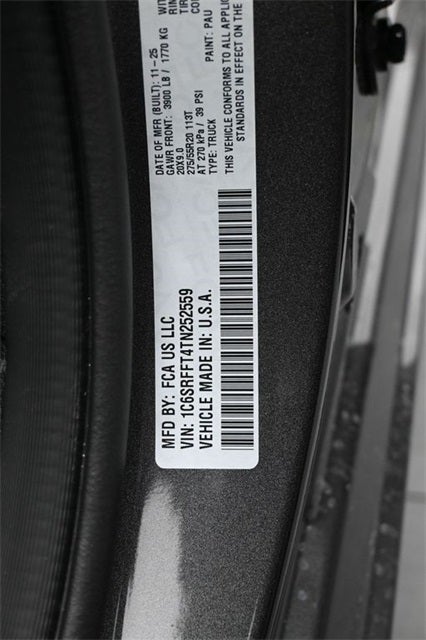 MFD BY: FCA US LLC
VIN: 1C6SRFFT4TN252559
VEHICLE MADE IN: U.S.A.
DATE OF MFR (BUILT): 11-25
GAWR FRONT: 3900 LB / 1770 KG
20X9.0
275/55R20 113T
AT 270 kPa / 39 PSI
TYPE: TRUCK
PAINT: PAU
THIS VEHICLE CONFORMS TO ALL
STANDARDS IN EFFECT ON THE